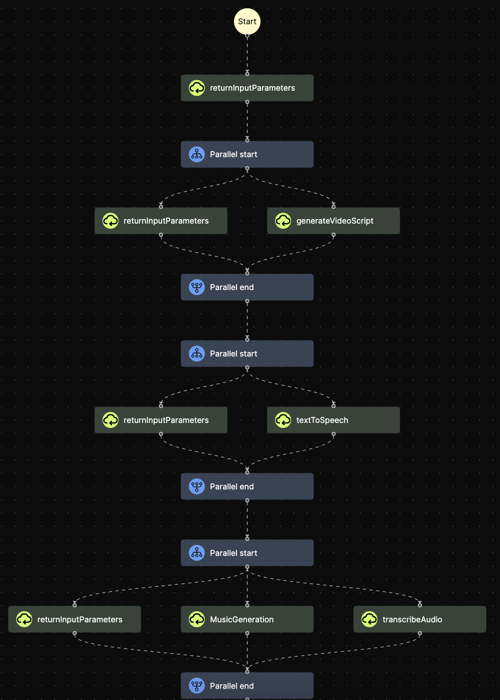 Start
returnInputParameters
Parallel start
returnInputParameters
generateVideoScript
Parallel end
Parallel start
returnInputParameters
textToSpeech
Parallel end
Parallel start
returnInputParameters
MusicGeneration
transcribeAudio
Parallel end